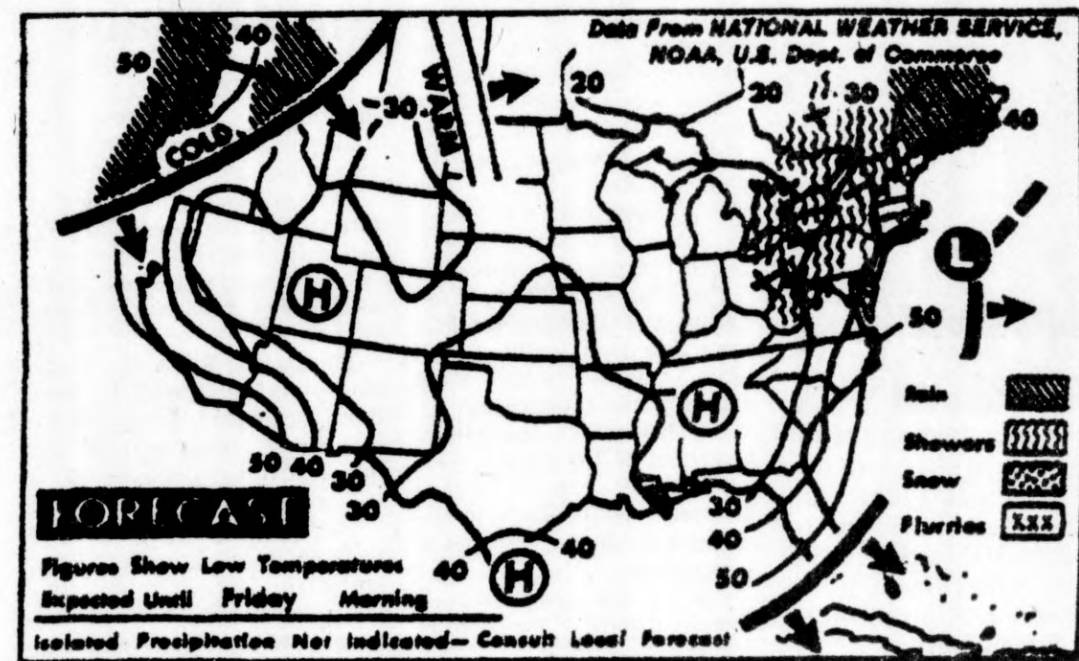 Data From NATIONAL WEATHER SERVICE,
NOAA, U.S. Dept. of Commerce
50
40
COLD
30
WARM
20
20
30
40
H
H
L
50
Rain
Showers
Snow
Flurries
50 40
30
30
40
40
H
30
40
50
FORECAST
Figures Show Low Temperatures
Expected Until Friday Morning
Isolated Precipitation Not Indicated— Consult Local Forecast